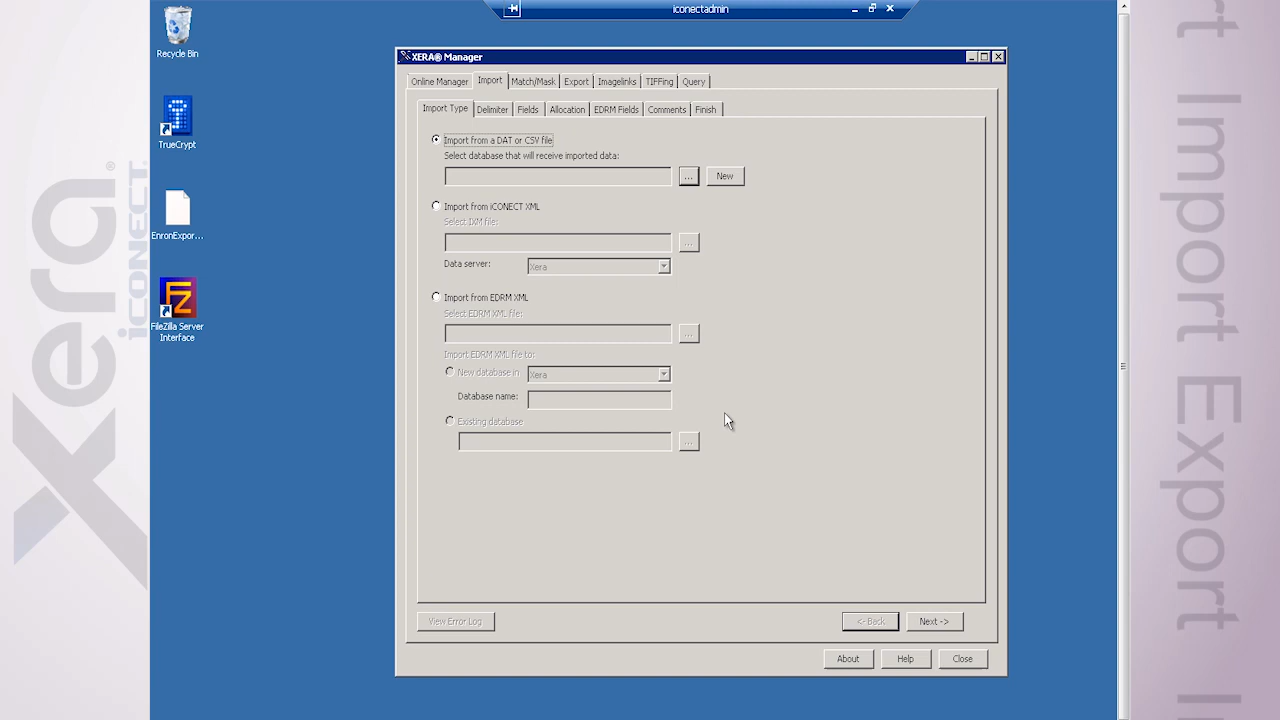 iconectadmin
Recycle Bin
TrueCrypt
EnronExpor...
FileZilla Server
Interface
xera®
iCONECT
XERA® Manager
Online Manager Import Match/Mask Export Imagelinks TIFFing Query
Import Type Delimiter Fields Allocation EDRM Fields Comments Finish
Import from a DAT or CSV file
Select database that will receive imported data:
... New
Import from iCONECT XML
Select IXM file:
...
Data server: Xera
Import from EDRM XML
Select EDRM XML file:
...
Import EDRM XML file to:
New database in Xera
Database name:
Existing database
...
View Error Log <- Back Next ->
About Help Close
Import Export